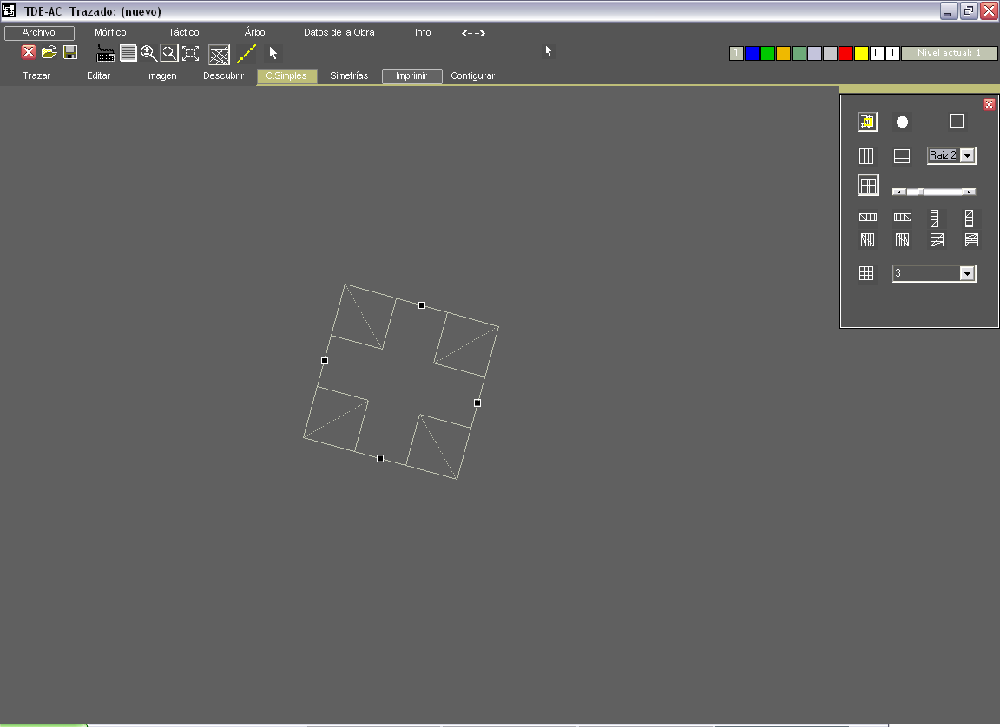 TDE-AC Trazado: (nuevo)
Archivo Mórfico Táctico Árbol Datos de la Obra Info <-->
1 L T Nivel actual: 1
Trazar Editar Imagen Descubrir C.Simples Simetrías Imprimir Configurar
Raiz 2
3